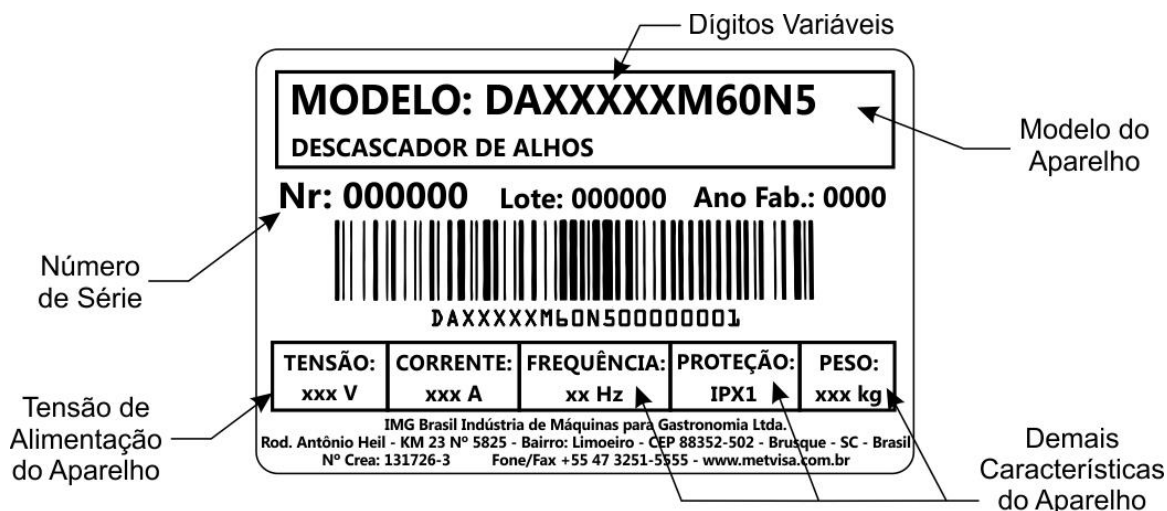 Dígitos Variáveis
MODELO: DAXXXXXM60N5
DESCASCADOR DE ALHOS
Modelo do
Aparelho
Nr: 000000 Lote: 000000 Ano Fab.: 0000
Número
de Série
DAXXXXXM60N500000001
TENSÃO: CORRENTE: FREQUÊNCIA: PROTEÇÃO: PESO:
xxx V xxx A xx Hz IPX1 xxx kg
Tensão de
Alimentação
do Aparelho
IMG Brasil Indústria de Máquinas para Gastronomia Ltda.
Rod. Antônio Heil - KM 23 Nº 5825 - Bairro: Limoeiro - CEP 88352-502 - Brusque - SC - Brasil
Nº Crea: 131726-3 Fone/Fax +55 47 3251-5555 - www.metvisa.com.br
Demais
Características
do Aparelho